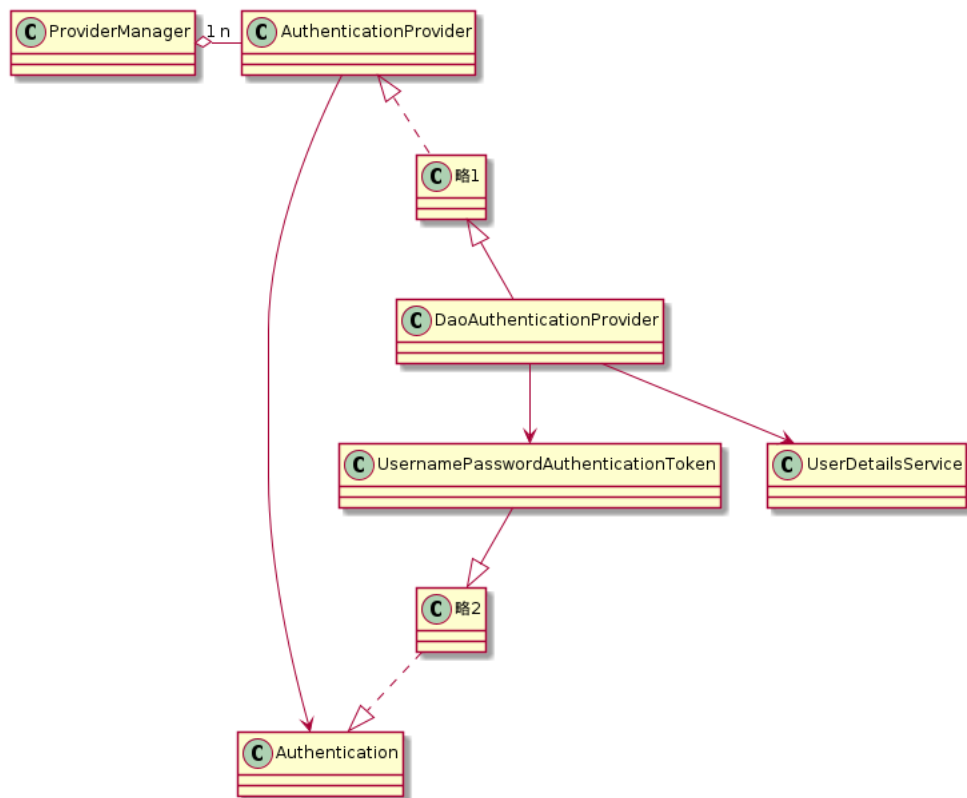 C ProviderManager 1 n C AuthenticationProvider
C 略1
C DaoAuthenticationProvider
C UsernamePasswordAuthenticationToken C UserDetailsService
C 略2
C Authentication